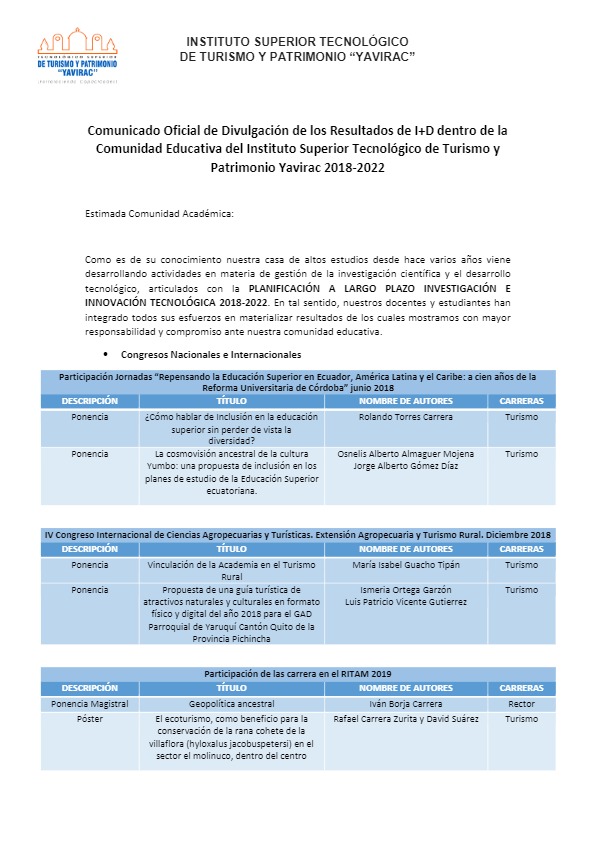 INSTITUTO SUPERIOR TECNOLÓGICO
DE TURISMO Y PATRIMONIO “YAVIRAC”
TECNOLÓGICO SUPERIOR
DE TURISMO Y PATRIMONIO
“YAVIRAC”
Comunicado Oficial de Divulgación de los Resultados de I+D dentro de la
Comunidad Educativa del Instituto Superior Tecnológico de Turismo y
Patrimonio Yavirac 2018-2022
Estimada Comunidad Académica:
Como es de su conocimiento nuestra casa de altos estudios desde hace varios años viene
desarrollando actividades en materia de gestión de la investigación científica y el desarrollo
tecnológico, articulados con la PLANIFICACIÓN A LARGO PLAZO INVESTIGACIÓN E
INNOVACIÓN TECNOLÓGICA 2018-2022. En tal sentido, nuestros docentes y estudiantes han
integrado todos sus esfuerzos en materializar resultados de los cuales mostramos con mayor
responsabilidad y compromiso ante nuestra comunidad educativa.
• Congresos Nacionales e Internacionales
Participación Jornadas “Repensando la Educación Superior en Ecuador, América Latina y el Caribe: a cien años de la
Reforma Universitaria de Córdoba” junio 2018
DESCRIPCIÓN TÍTULO NOMBRE DE AUTORES CARRERAS
Ponencia ¿Cómo hablar de Inclusión en la educación Rolando Torres Carrera Turismo
superior sin perder de vista la
diversidad?
Ponencia La cosmovisión ancestral de la cultura Osnelis Alberto Almaguer Mojena Turismo
Yumbo: una propuesta de inclusión en los Jorge Alberto Gómez Díaz
planes de estudio de la Educación Superior
ecuatoriana.
IV Congreso Internacional de Ciencias Agropecuarias y Turísticas. Extensión Agropecuaria y Turismo Rural. Diciembre 2018
DESCRIPCIÓN TÍTULO NOMBRE DE AUTORES CARRERAS
Ponencia Vinculación de la Academia en el Turismo María Isabel Guacho Tipán Turismo
Rural
Ponencia Propuesta de una guía turística de Ismeria Ortega Garzón Turismo
atractivos naturales y culturales en formato Luis Patricio Vicente Gutierrez
físico y digital del año 2018 para el GAD
Parroquial de Yaruquí Cantón Quito de la
Provincia Pichincha
Participación de las carrera en el RITAM 2019
DESCRIPCIÓN TÍTULO NOMBRE DE AUTORES CARRERAS
Ponencia Magistral Geopolítica ancestral Iván Borja Carrera Rector
Póster El ecoturismo, como beneficio para la Rafael Carrera Zurita y David Suárez Turismo
conservación de la rana cohete de la
villaflora (hyloxalus jacobuspetersi) en el
sector el molinuco, dentro del centro